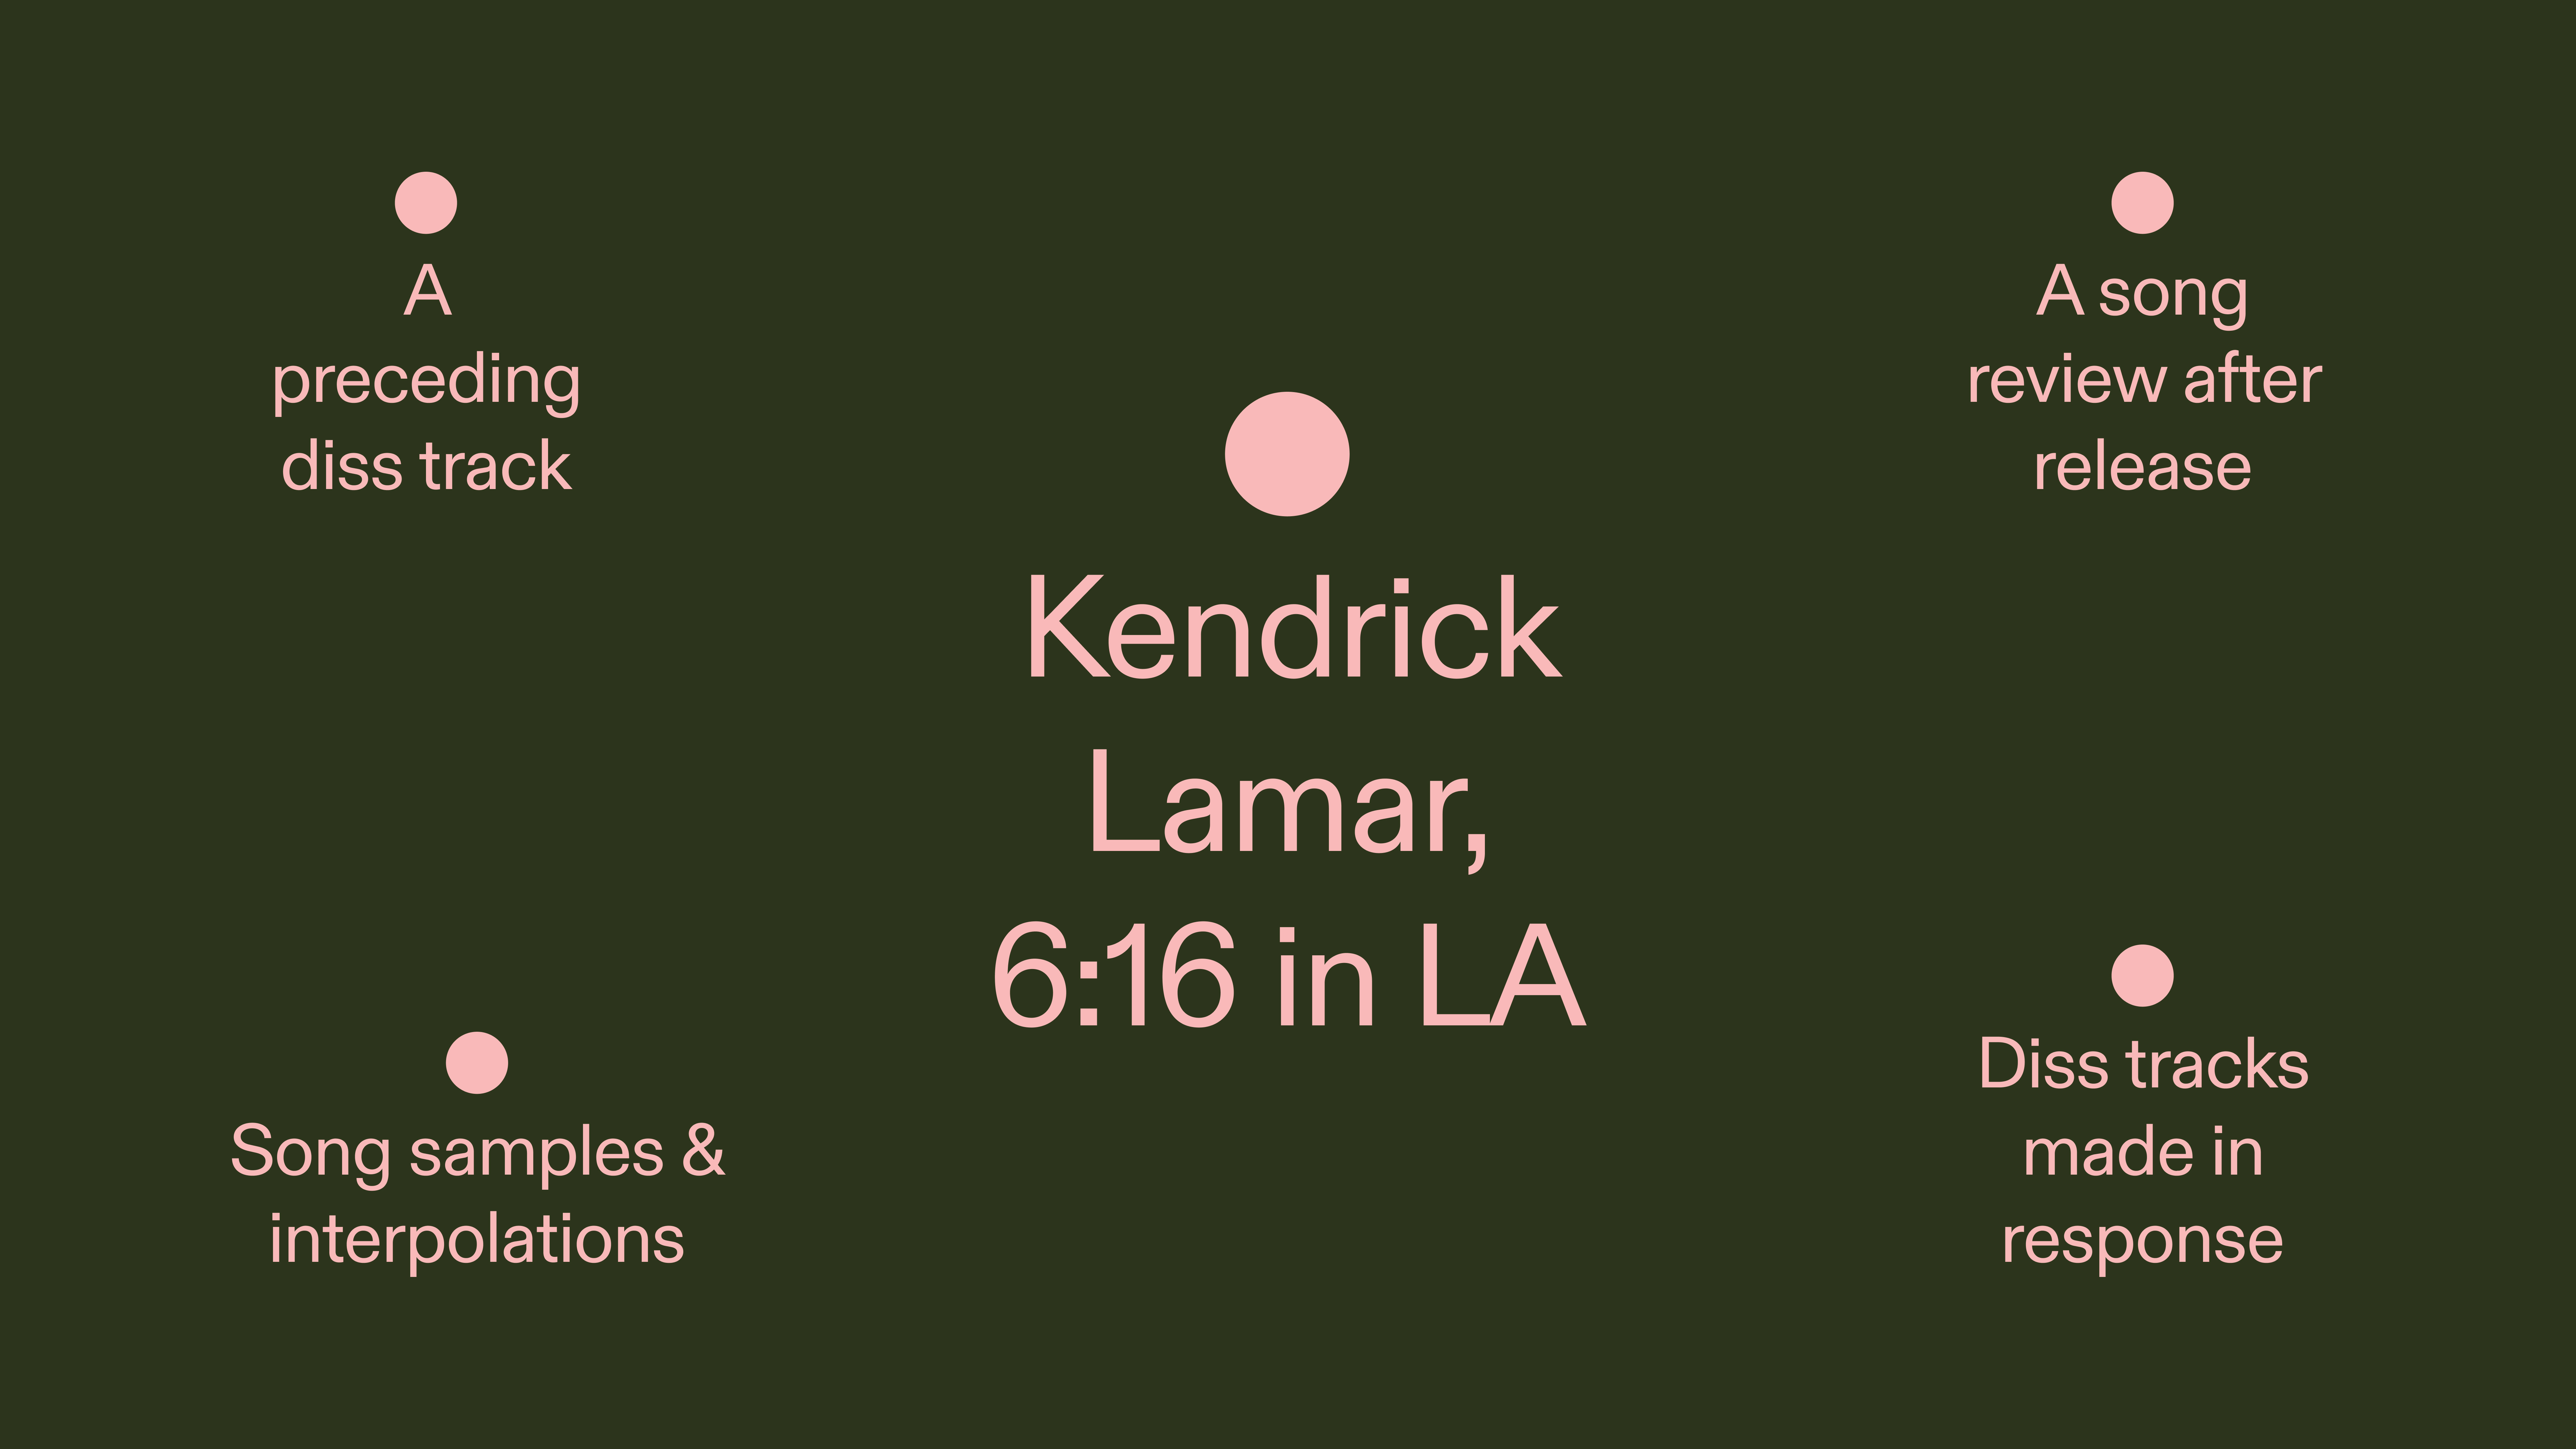 A
preceding
diss track
A song
review after
release
Kendrick
Lamar,
6:16 in LA
Song samples &
interpolations
Diss tracks
made in
response